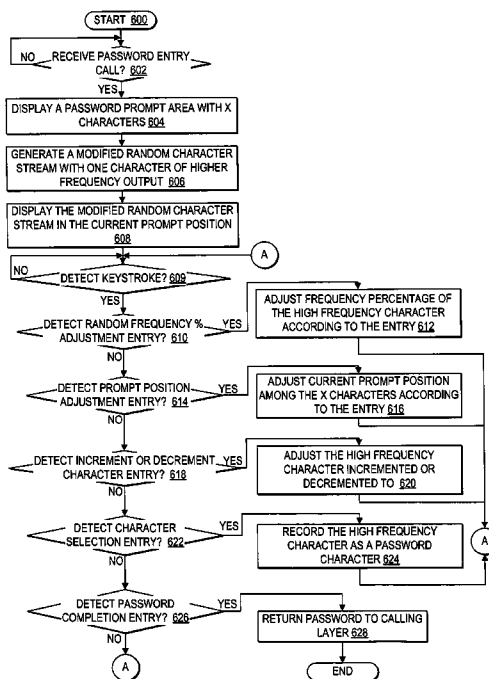 START 600
NO
RECEIVE PASSWORD ENTRY
CALL? 602
YES
DISPLAY A PASSWORD PROMPT AREA WITH X
CHARACTERS 604
GENERATE A MODIFIED RANDOM CHARACTER
STREAM WITH ONE CHARACTER OF HIGHER
FREQUENCY OUTPUT 606
DISPLAY THE MODIFIED RANDOM CHARACTER
STREAM IN THE CURRENT PROMPT POSITION
608
A
NO
DETECT KEYSTROKE? 609
YES
DETECT RANDOM FREQUENCY %
ADJUSTMENT ENTRY? 610
YES
ADJUST FREQUENCY PERCENTAGE OF
THE HIGH FREQUENCY CHARACTER
ACCORDING TO THE ENTRY 612
NO
DETECT PROMPT POSITION
ADJUSTMENT ENTRY? 614
YES
ADJUST CURRENT PROMPT POSITION
AMONG THE X CHARACTERS ACCORDING
TO THE ENTRY 616
NO
DETECT INCREMENT OR DECREMENT
CHARACTER ENTRY? 618
YES
ADJUST THE HIGH FREQUENCY
CHARACTER INCREMENTED OR
DECREMENTED TO 620
NO
DETECT CHARACTER
SELECTION ENTRY?
622
YES
RECORD THE HIGH FREQUENCY
CHARACTER AS A PASSWORD
CHARACTER 624
A
NO
DETECT PASSWORD
COMPLETION ENTRY? 626
YES
RETURN PASSWORD TO CALLING
LAYER 628
NO
A
END